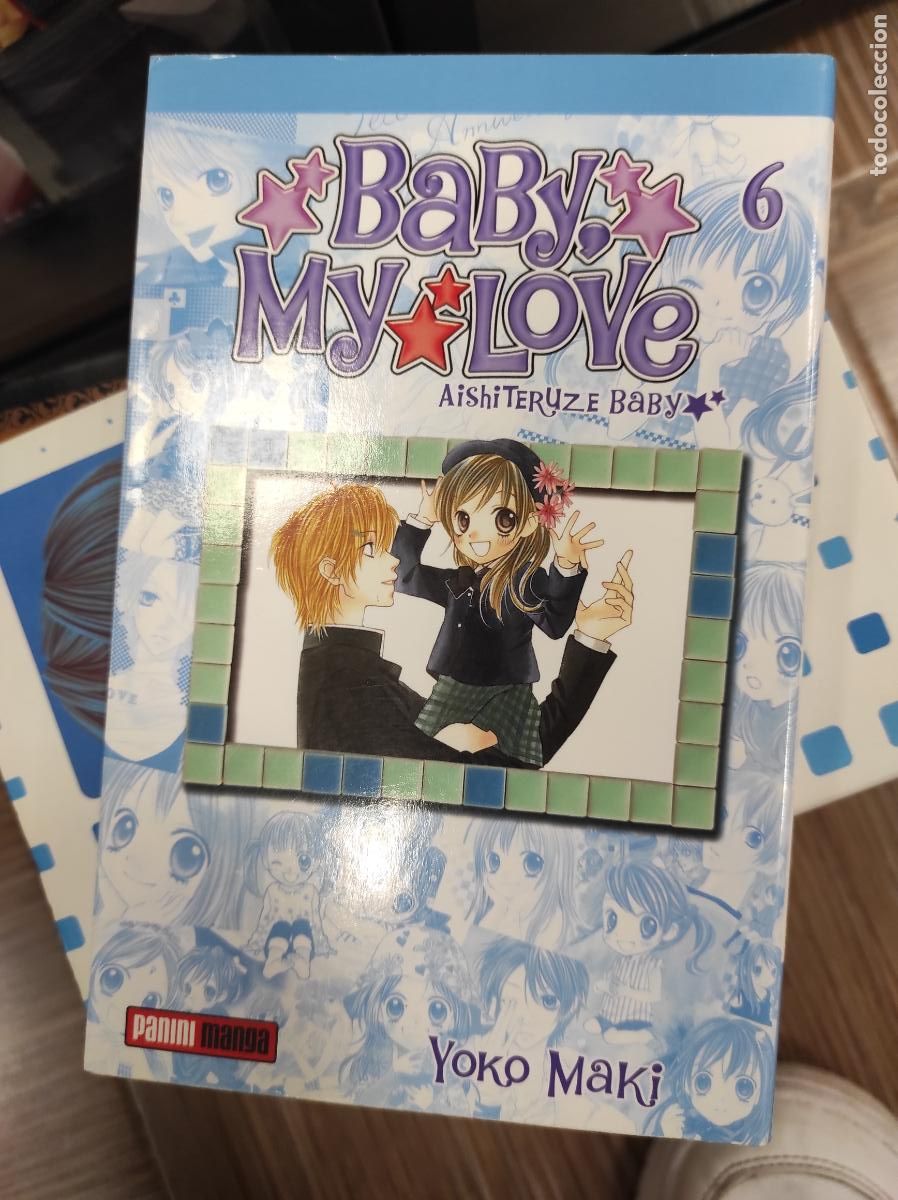 BaBy,
6
My Love
AiSHiTERUZE BaBy
PANINI manga
Yoko Maki
todocoleccion